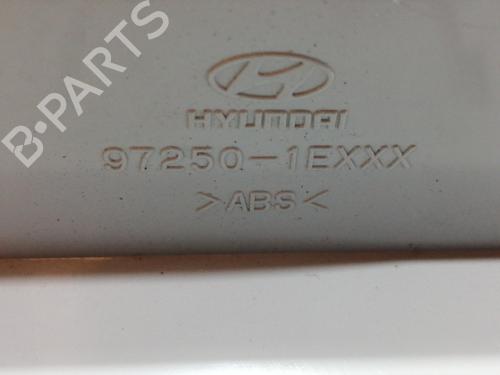 B-PARTS
HYUNDAI
97250-1EXXX
>ABS<